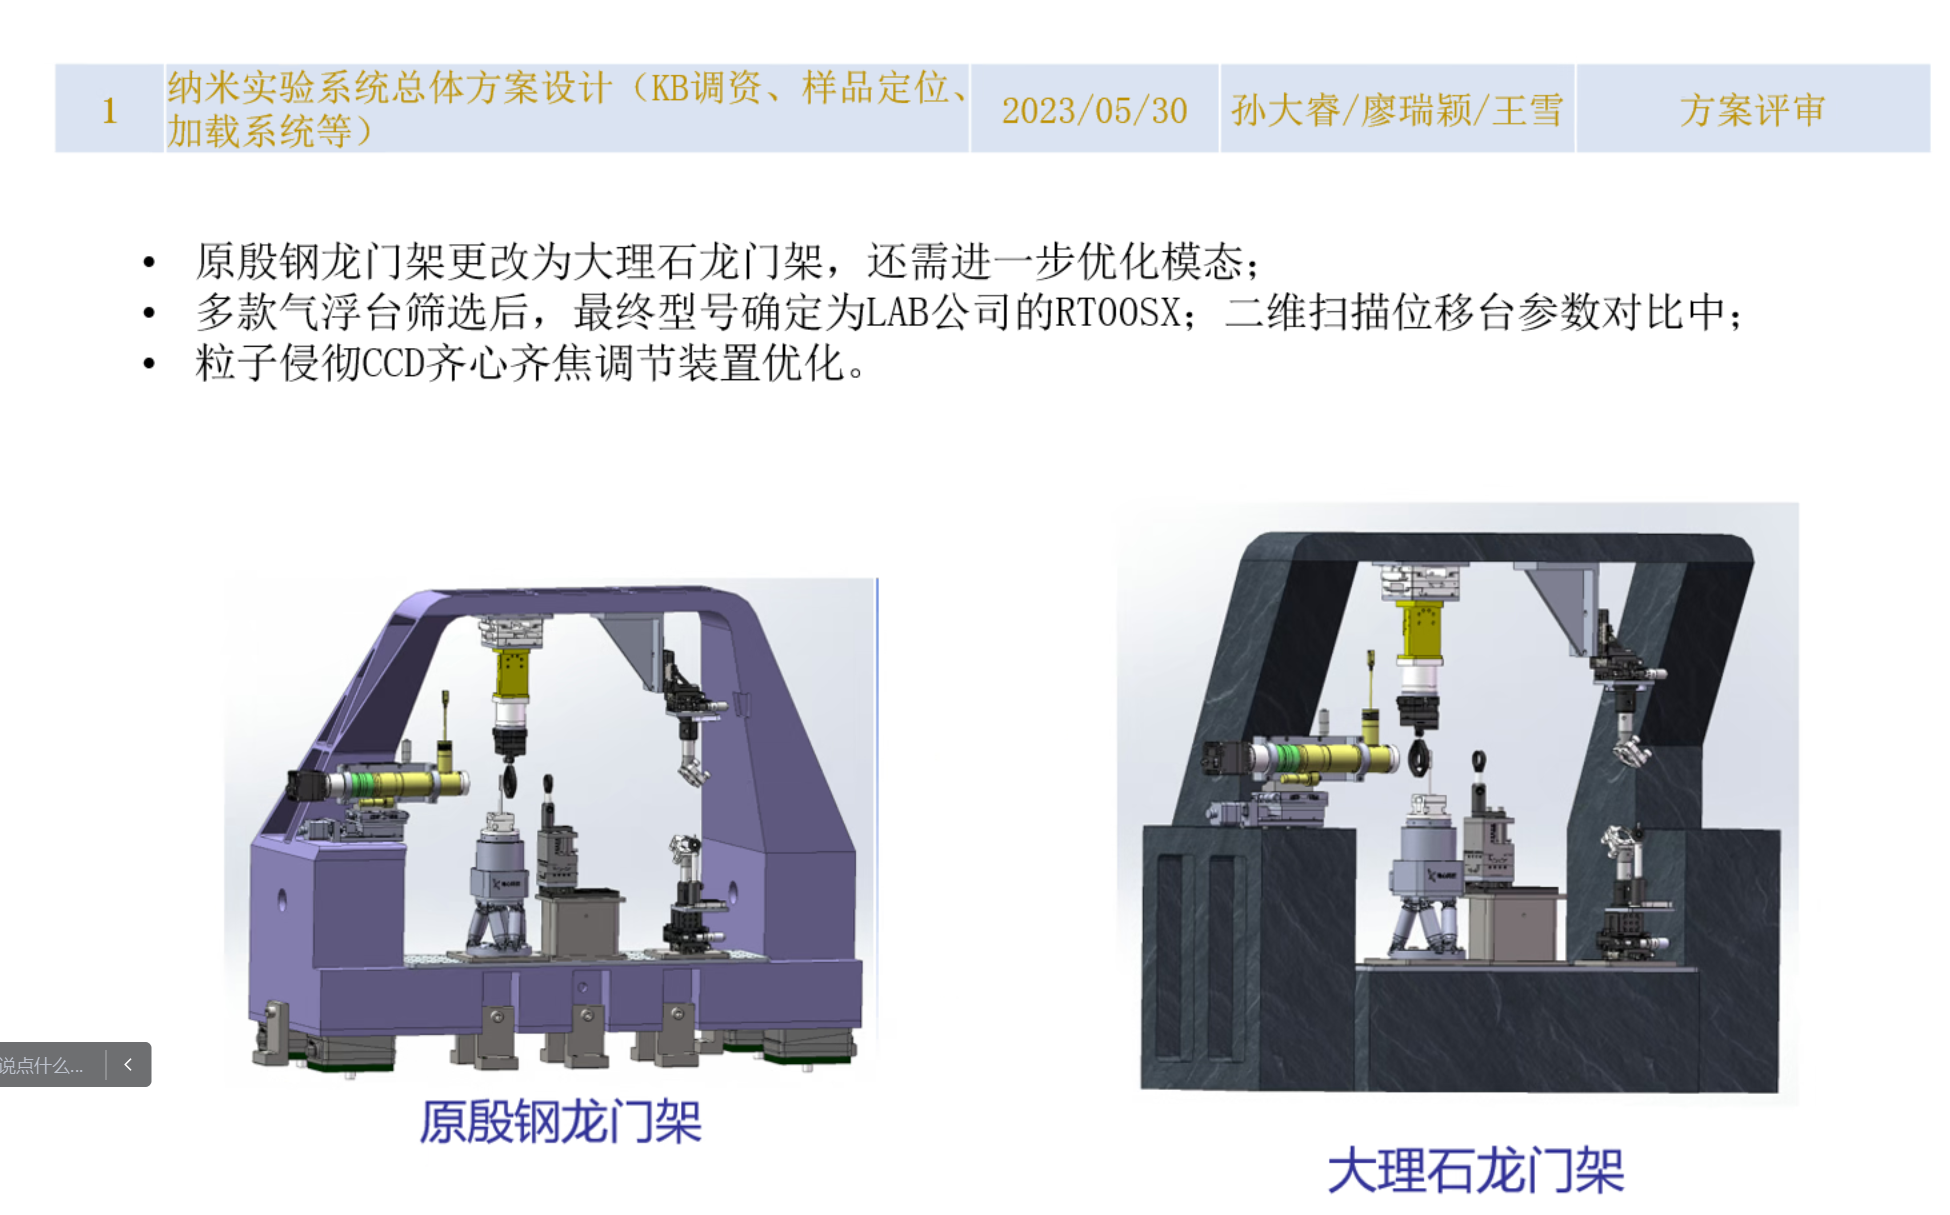 1
纳米实验系统总体方案设计（KB调资、样品定位、
加载系统等）
2023/05/30
孙大睿/廖瑞颖/王雪
方案评审
• 原殷钢龙门架更改为大理石龙门架，还需进一步优化模态；
• 多款气浮台筛选后，最终型号确定为LAB公司的RT00SX；二维扫描位移台参数对比中；
• 粒子侵彻CCD齐心齐焦调节装置优化。
说点什么...
原殷钢龙门架
大理石龙门架